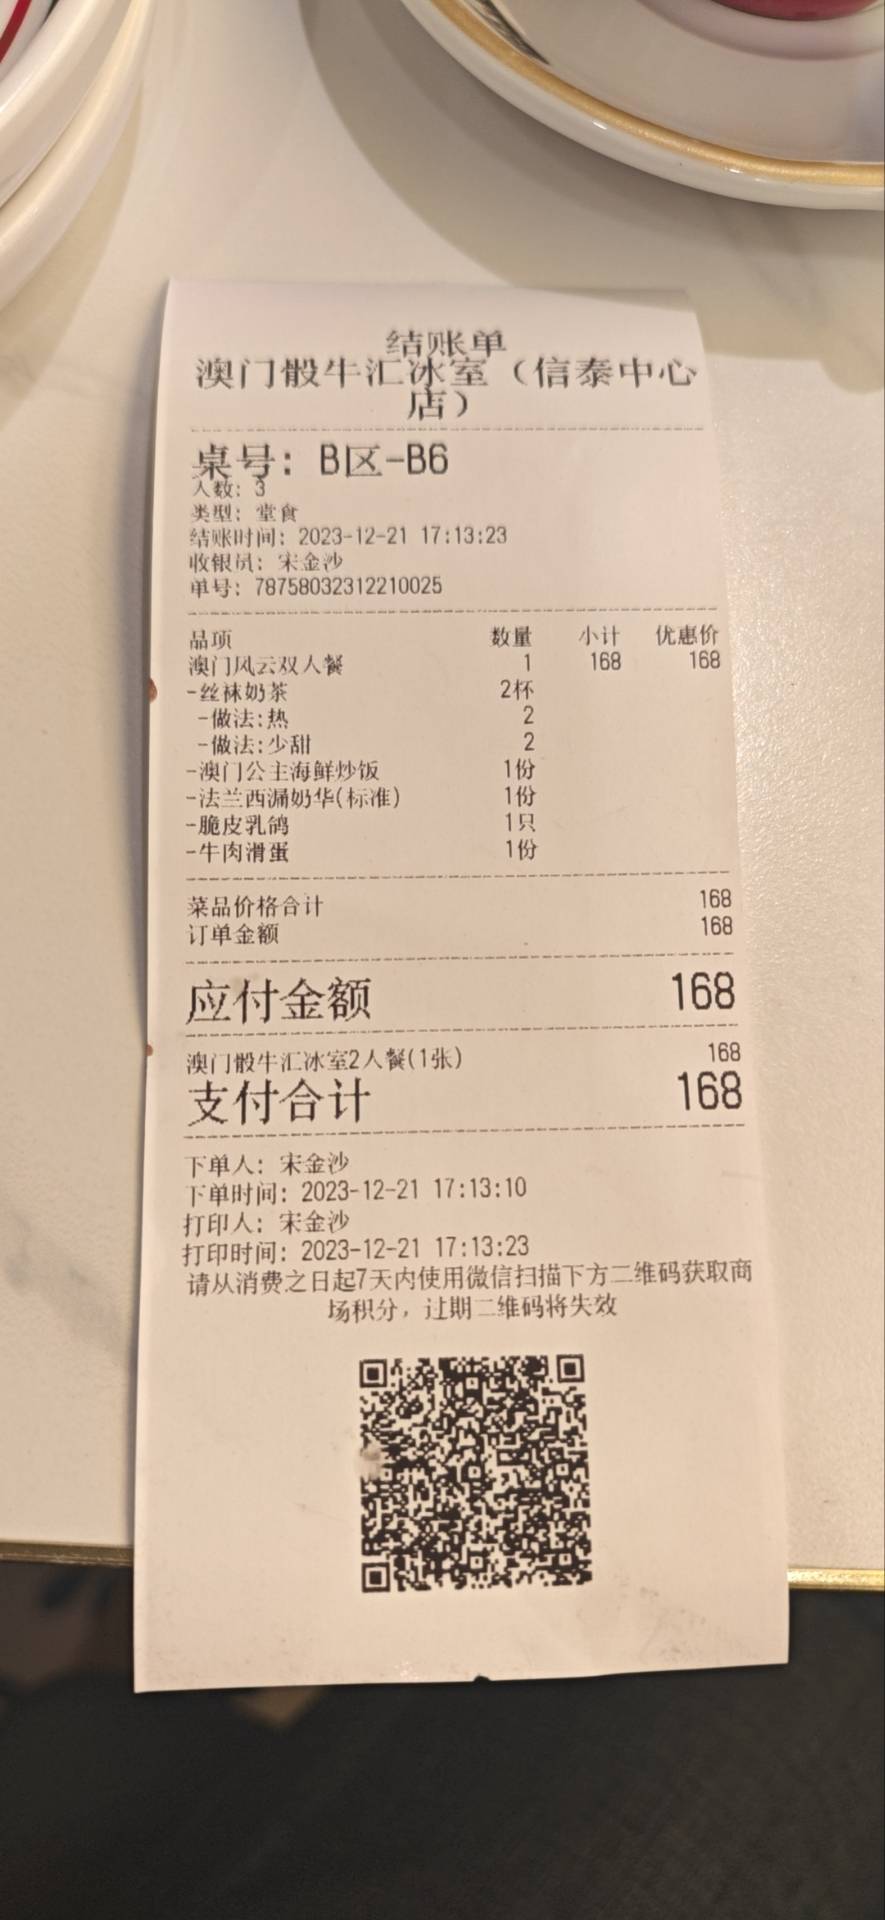 结账单
澳门骰牛汇冰室（信泰中心
店）
桌号：B区-B6
人数：3
类型：堂食
结账时间：2023-12-21 17:13:23
收银员：宋金沙
单号：78758032312210025
品项 数量 小计 优惠价
澳门风云双人餐 1 168 168
-丝袜奶茶 2杯
-做法:热 2
-做法:少甜 2
-澳门公主海鲜炒饭 1份
-法兰西漏奶华(标准) 1份
-脆皮乳鸽 1只
-牛肉滑蛋 1份
菜品价格合计 168
订单金额 168
应付金额 168
澳门骰牛汇冰室2人餐(1张) 168
支付合计 168
下单人：宋金沙
下单时间：2023-12-21 17:13:10
打印人：宋金沙
打印时间：2023-12-21 17:13:23
请从消费之日起7天内使用微信扫描下方二维码获取商
场积分，过期二维码将失效